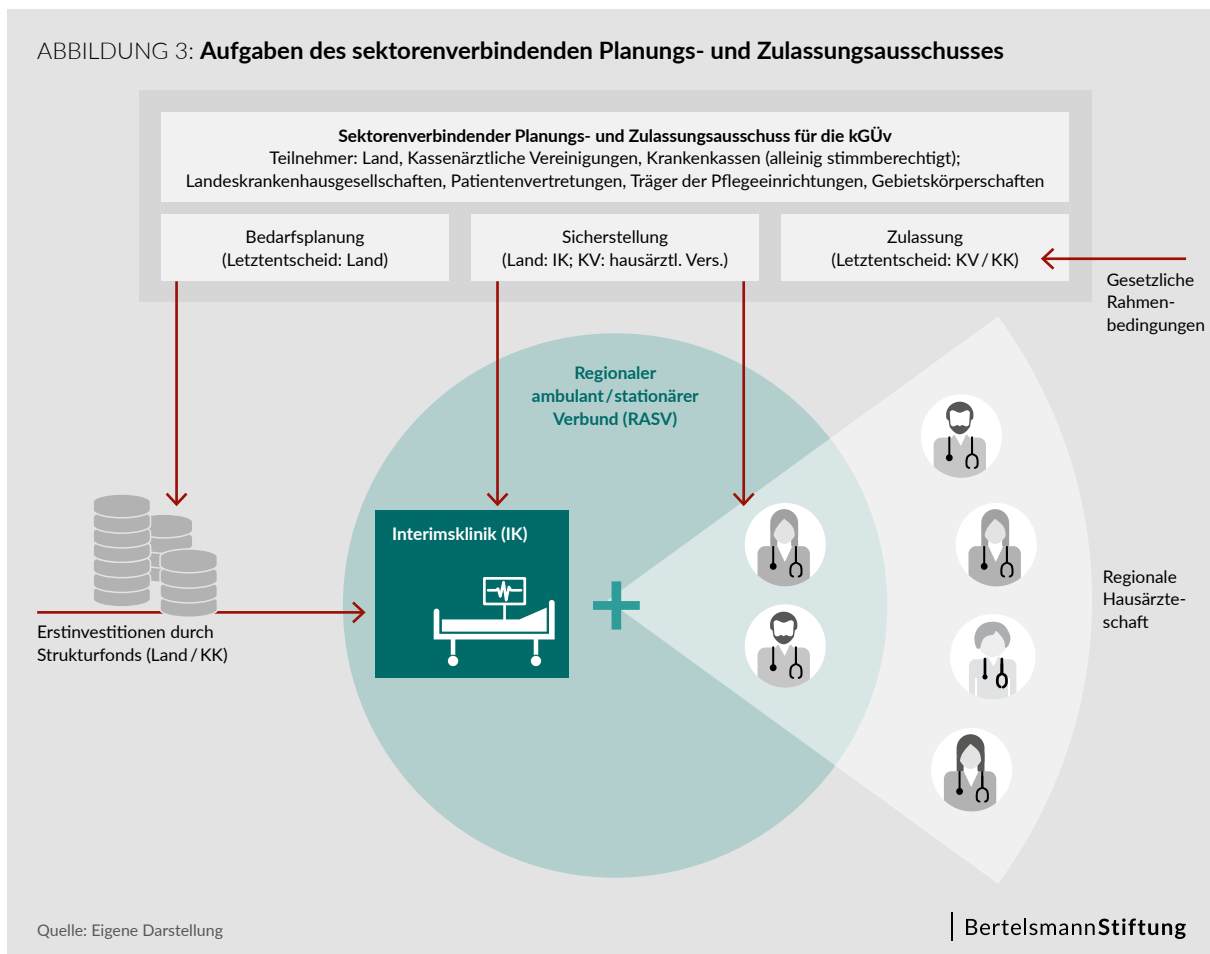 ABBILDUNG 3: Aufgaben des sektorenverbindenden Planungs- und Zulassungsausschusses
Sektorenverbindender Planungs- und Zulassungsausschuss für die kGÜv
Teilnehmer: Land, Kassenärztliche Vereinigungen, Krankenkassen (alleinig stimmberechtigt);
Landeskrankenhausgesellschaften, Patientenvertretungen, Träger der Pflegeeinrichtungen, Gebietskörperschaften
Bedarfsplanung
(Letztentscheid: Land)
Sicherstellung
(Land: IK; KV: hausärztl. Vers.)
Zulassung
(Letztentscheid: KV / KK)
Gesetzliche
Rahmen-
bedingungen
Regionaler
ambulant / stationärer
Verbund (RASV)
Interimsklinik (IK)
Erstinvestitionen durch
Strukturfonds (Land / KK)
Regionale
Hausärzte-
schaft
Quelle: Eigene Darstellung
BertelsmannStiftung